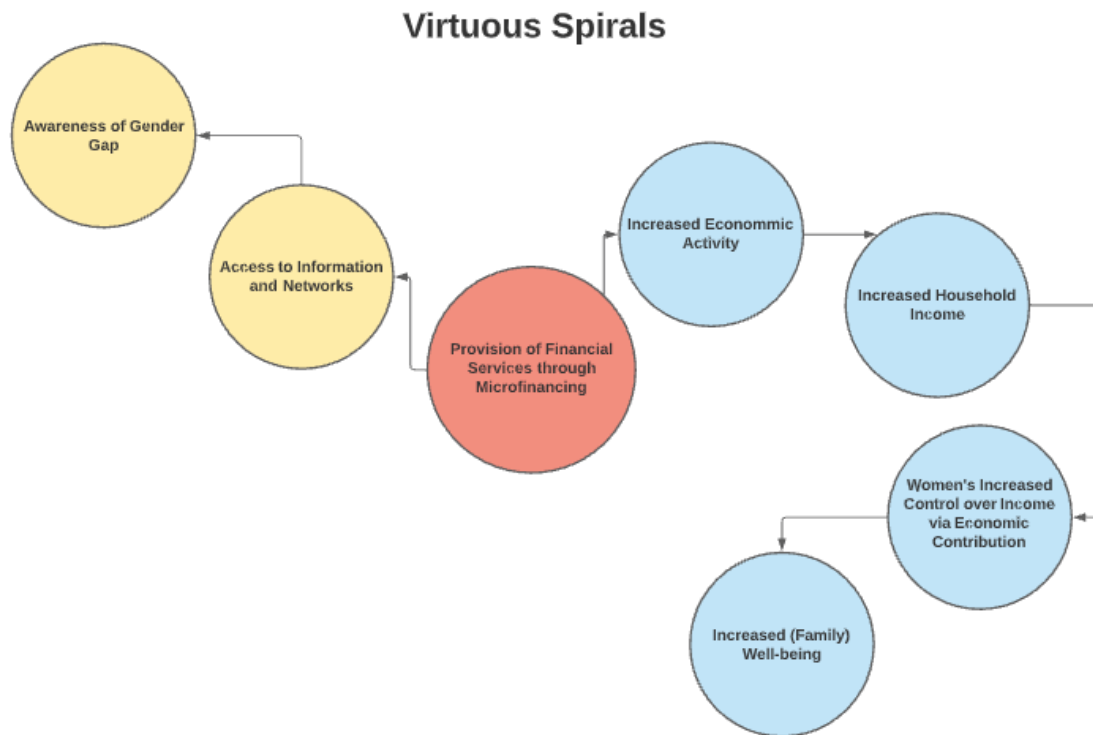 Virtuous Spirals
Awareness of Gender
Gap
Access to Information
and Networks
Provision of Financial
Services through
Microfinancing
Increased Econommic
Activity
Increased Household
Income
Women's Increased
Control over Income
via Economic
Contribution
Increased (Family)
Well-being